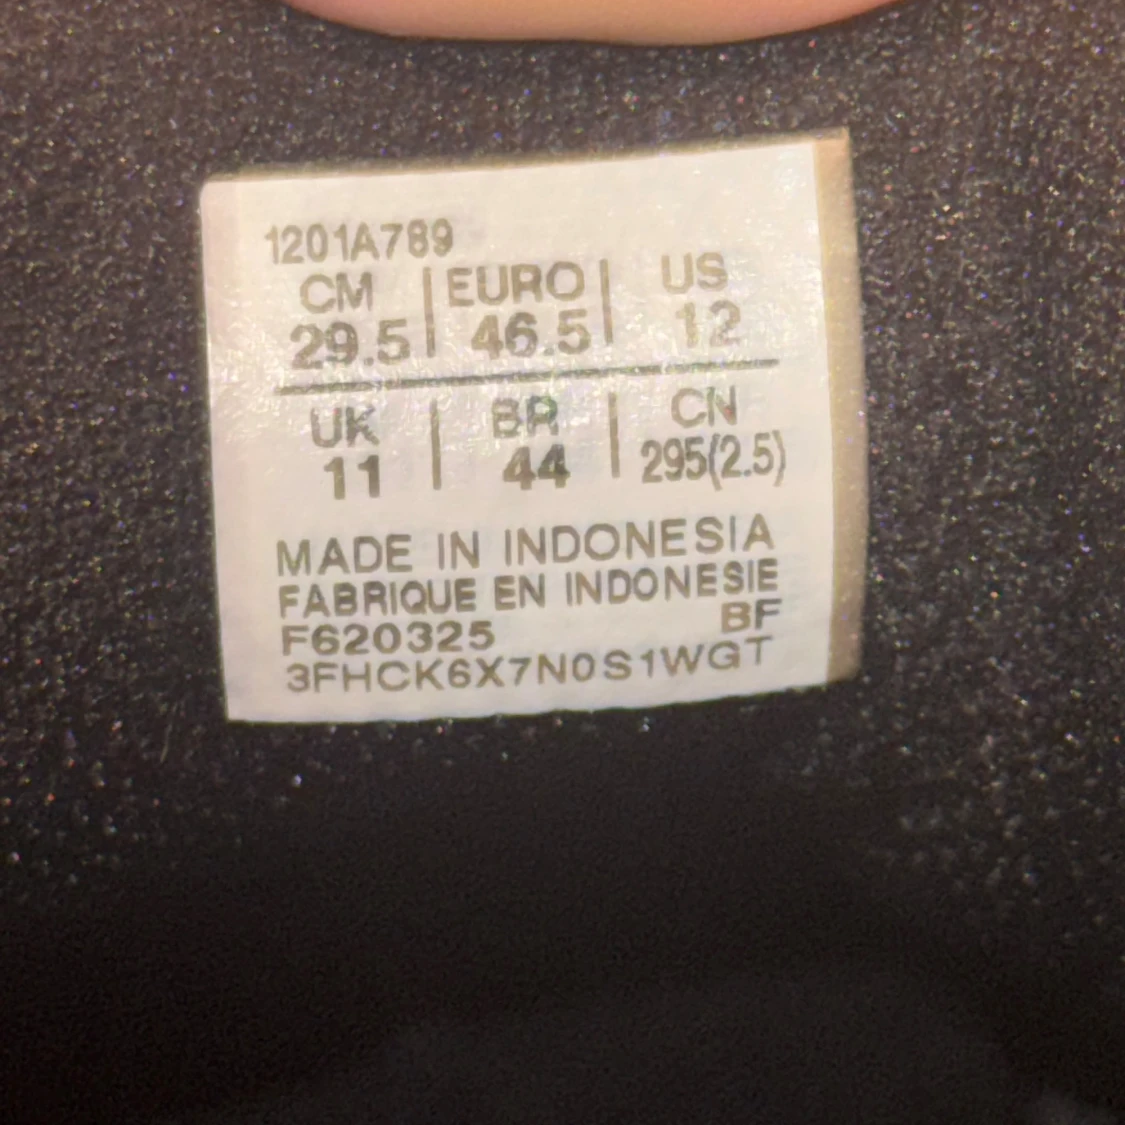 1201A789
CM | EURO | US
29.5 | 46.5 | 12
UK | BR | CN
11 | 44 | 295(2.5)
MADE IN INDONESIA
FABRIQUE EN INDONESIE
F620325 BF
3FHCK6X7N0S1WGT